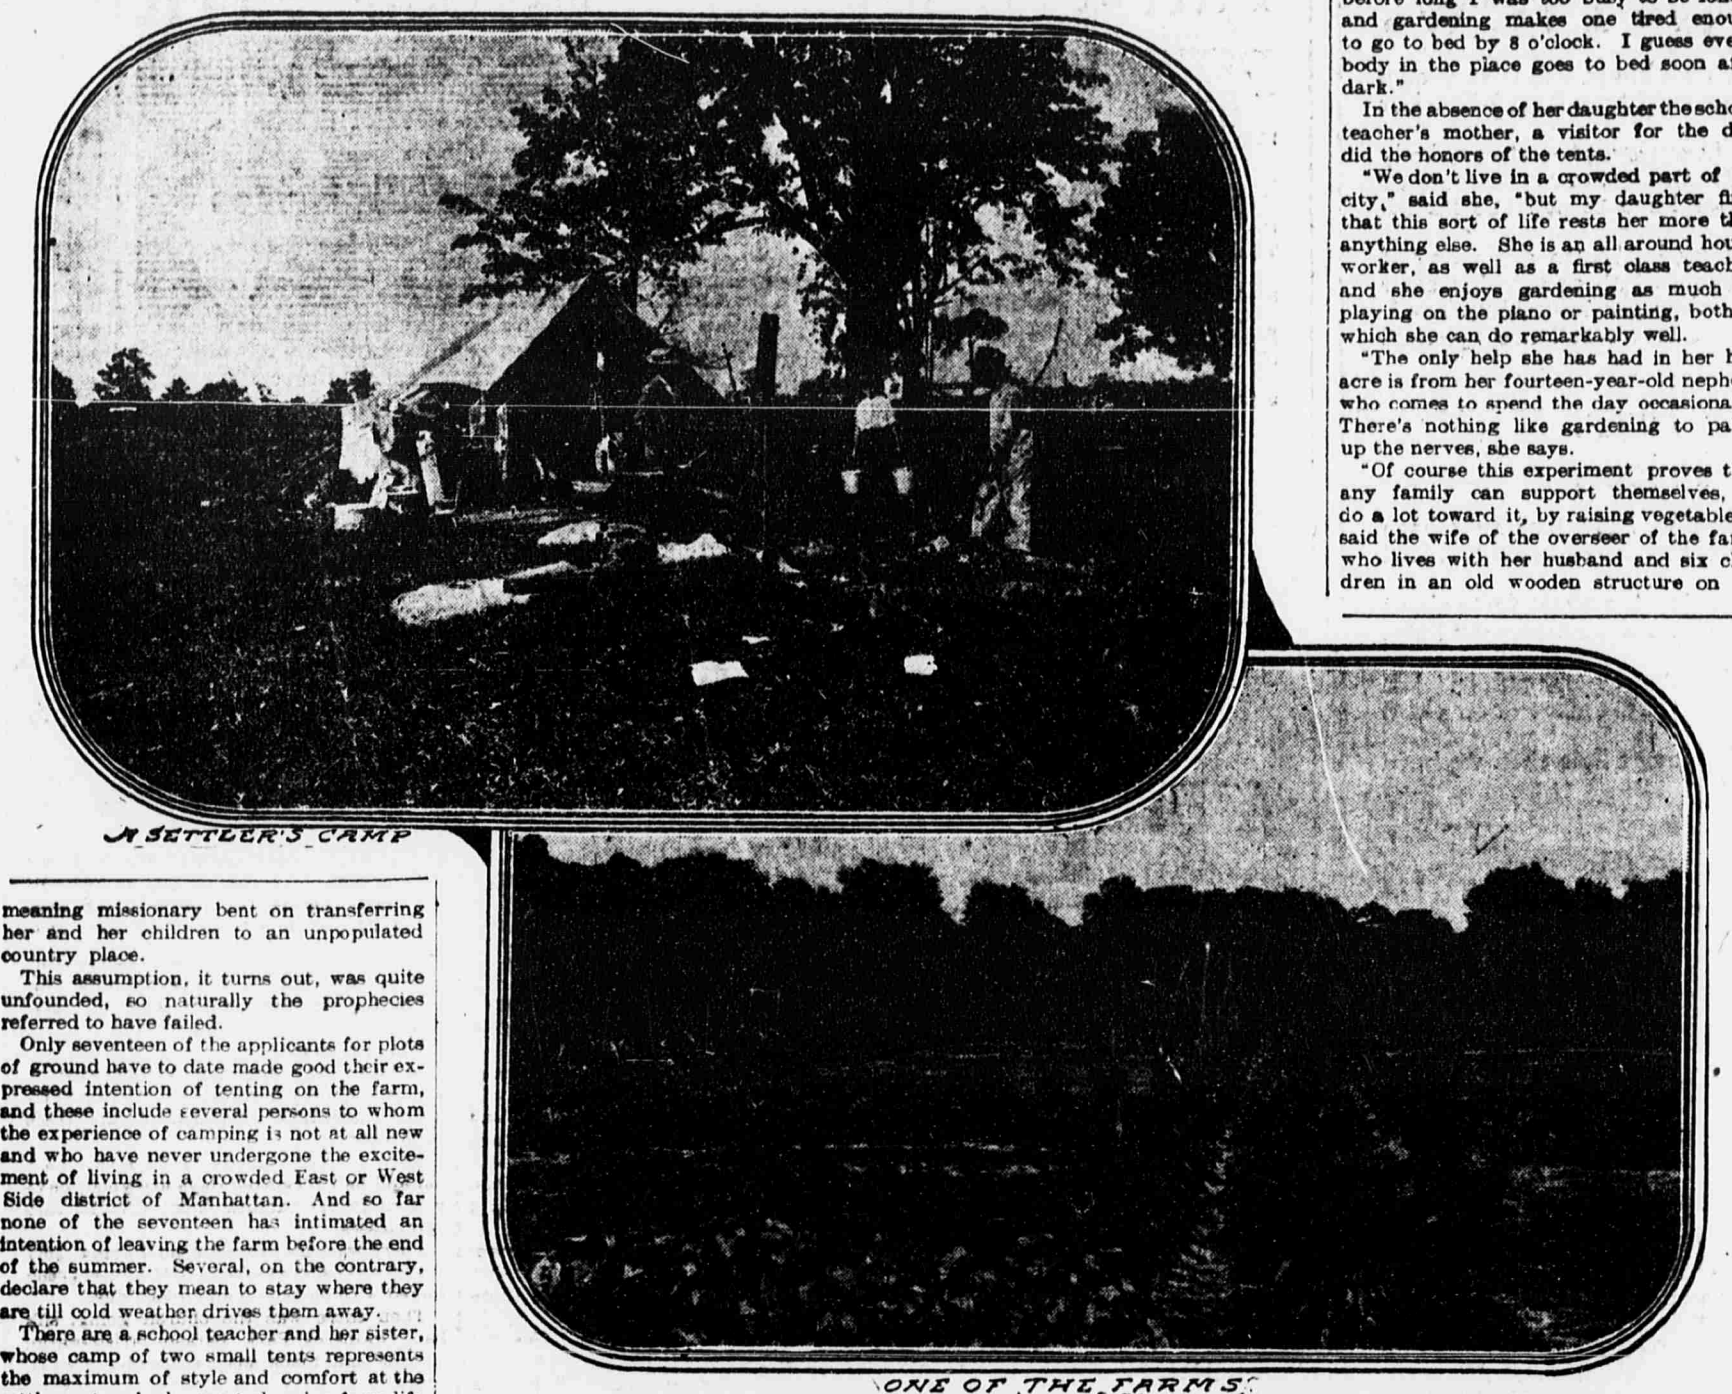 A SETTLER'S CAMP
meaning missionary bent on transferring
her and her children to an unpopulated
country place.
This assumption, it turns out, was quite
unfounded, so naturally the prophecies
referred to have failed.
Only seventeen of the applicants for plots
of ground have to date made good their ex-
pressed intention of tenting on the farm,
and these include several persons to whom
the experience of camping is not at all new
and who have never undergone the excite-
ment of living in a crowded East or West
Side district of Manhattan. And so far
none of the seventeen has intimated an
intention of leaving the farm before the end
of the summer. Several, on the contrary,
declare that they mean to stay where they
are till cold weather drives them away.
There are a school teacher and her sister,
whose camp of two small tents represents
the maximum of style and comfort at the
ONE OF THE FARMS
before long I was too busy to be
and gardening makes one tired enou
to go to bed by 8 o'clock. I guess eve
body in the place goes to bed soon a
dark."
In the absence of her daughter the scho
teacher's mother, a visitor for the d
did the honors of the tents.
"We don't live in a crowded part of
city," said she, "but my daughter fi
that this sort of life rests her more th
anything else. She is an all around hou
worker, as well as a first class teach
and she enjoys gardening as much
playing on the piano or painting, both
which she can do remarkably well.
"The only help she has had in her h
acre is from her fourteen-year-old neph
who comes to spend the day occasiona
There's nothing like gardening to pa
up the nerves, she says.
"Of course this experiment proves t
any family can support themselves,
do a lot toward it, by raising vegetable
said the wife of the overseer of the fa
who lives with her husband and six c
dren in an old wooden structure on